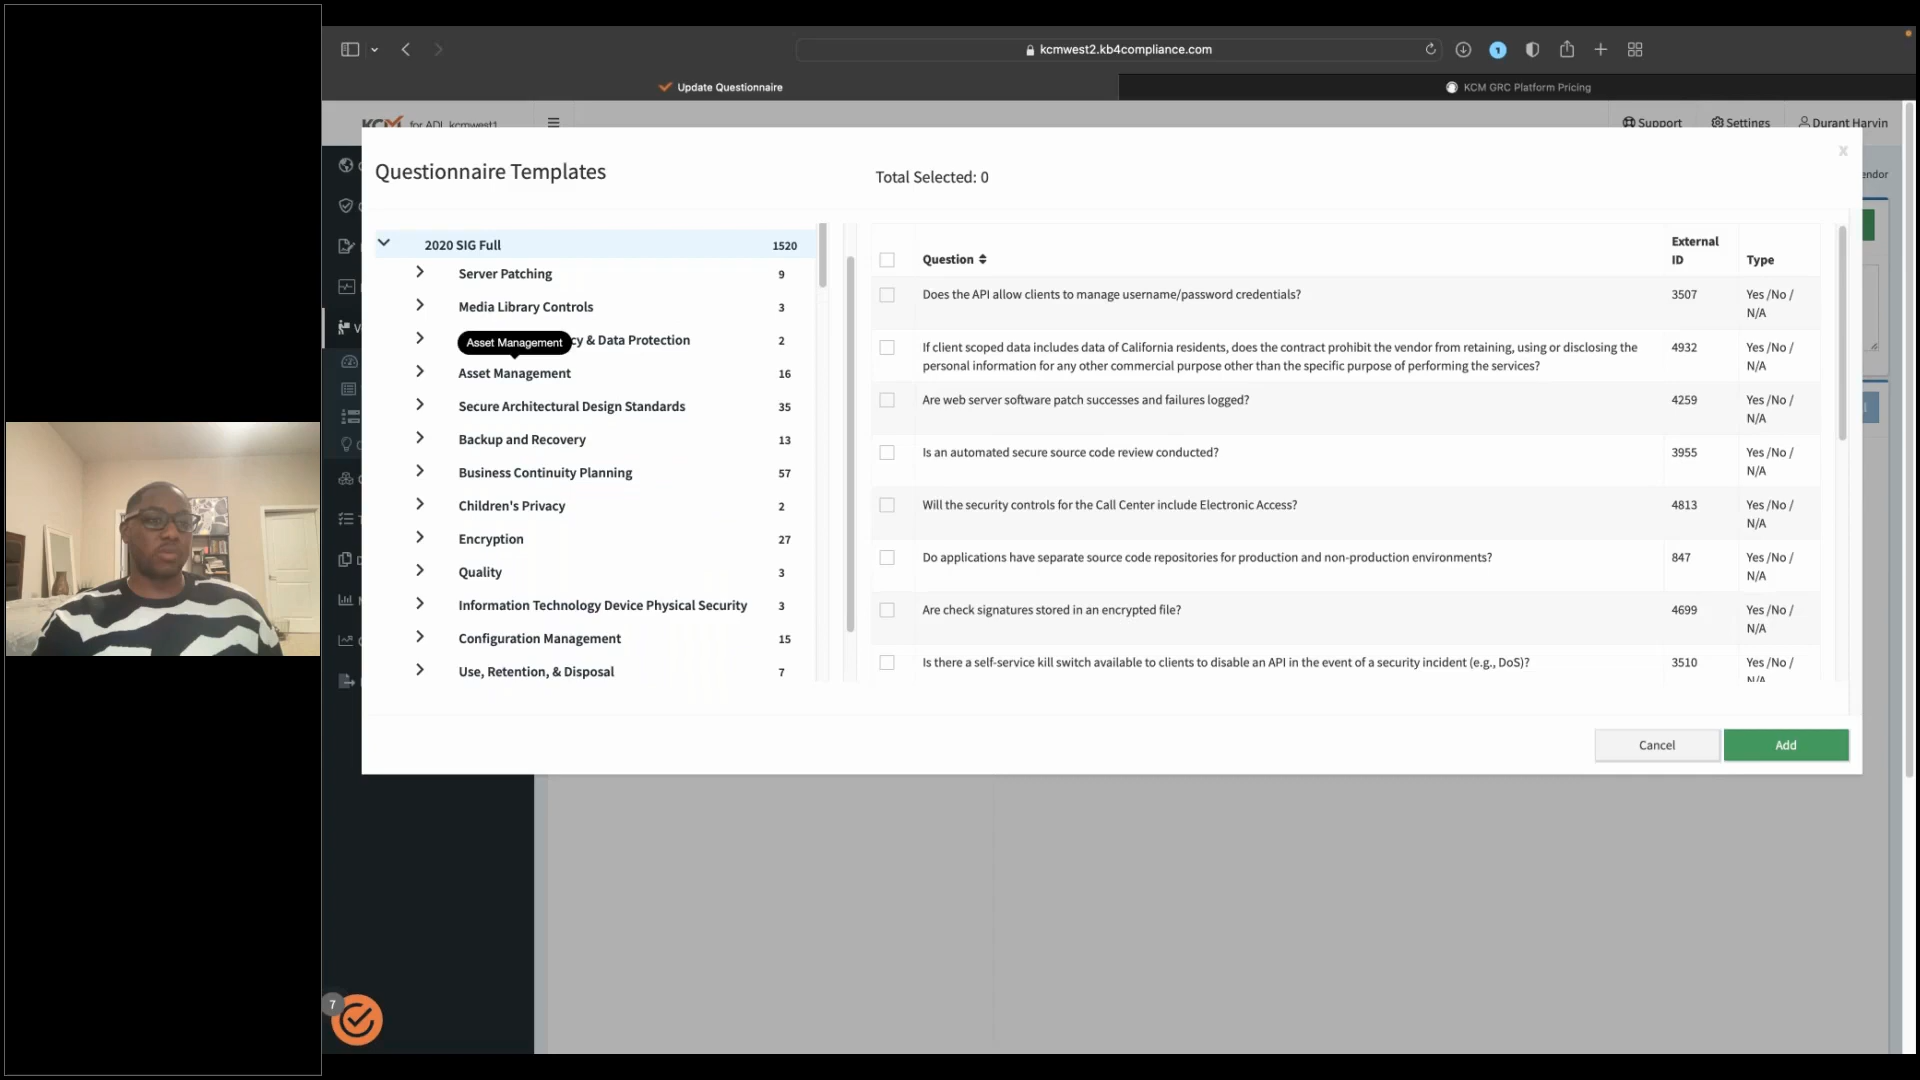 kcmwest2.kb4compliance.com
Update Questionnaire
KCM GRC Platform Pricing
for ADL kcmwest1
Support
Settings
Durant Harvin
Questionnaire Templates
Total Selected: 0
x
2020 SIG Full 1520
Server Patching 9
Media Library Controls 3
cy & Data Protection 2
Asset Management
Asset Management 16
Secure Architectural Design Standards 35
Backup and Recovery 13
Business Continuity Planning 57
Children's Privacy 2
Encryption 27
Quality 3
Information Technology Device Physical Security 3
Configuration Management 15
Use, Retention, & Disposal 7
Question
External
ID
Type
Does the API allow clients to manage username/password credentials? 3507 Yes /No /
N/A
If client scoped data includes data of California residents, does the contract prohibit the vendor from retaining, using or disclosing the 4932 Yes /No /
personal information for any other commercial purpose other than the specific purpose of performing the services? N/A
Are web server software patch successes and failures logged? 4259 Yes /No /
N/A
Is an automated secure source code review conducted? 3955 Yes /No /
N/A
Will the security controls for the Call Center include Electronic Access? 4813 Yes /No /
N/A
Do applications have separate source code repositories for production and non-production environments? 847 Yes /No /
N/A
Are check signatures stored in an encrypted file? 4699 Yes /No /
N/A
Is there a self-service kill switch available to clients to disable an API in the event of a security incident (e.g., DoS)? 3510 Yes /No /
N/A
Cancel
Add
endor
7